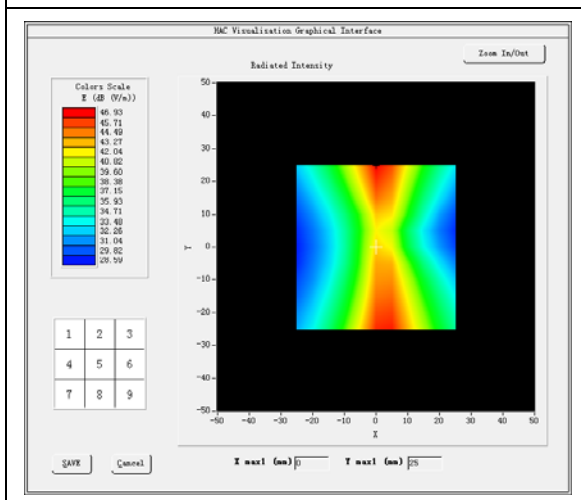 HAC Visualisation Graphical Interface
Zoom In/Out
Radiated Intensity
Colors Scale
E (dB (V/m))
46.93
45.71
44.49
43.27
42.04
40.82
39.60
38.38
37.15
35.93
34.71
33.48
32.26
31.04
29.82
28.59
50
40
30
20
10
0
-10
-20
-30
-40
-50
Y
-50 -40 -30 -20 -10 0 10 20 30 40 50
X
1 2 3
4 5 6
7 8 9
SAVE
Cancel
X max1 (mm) 0
Y max1 (mm) 25